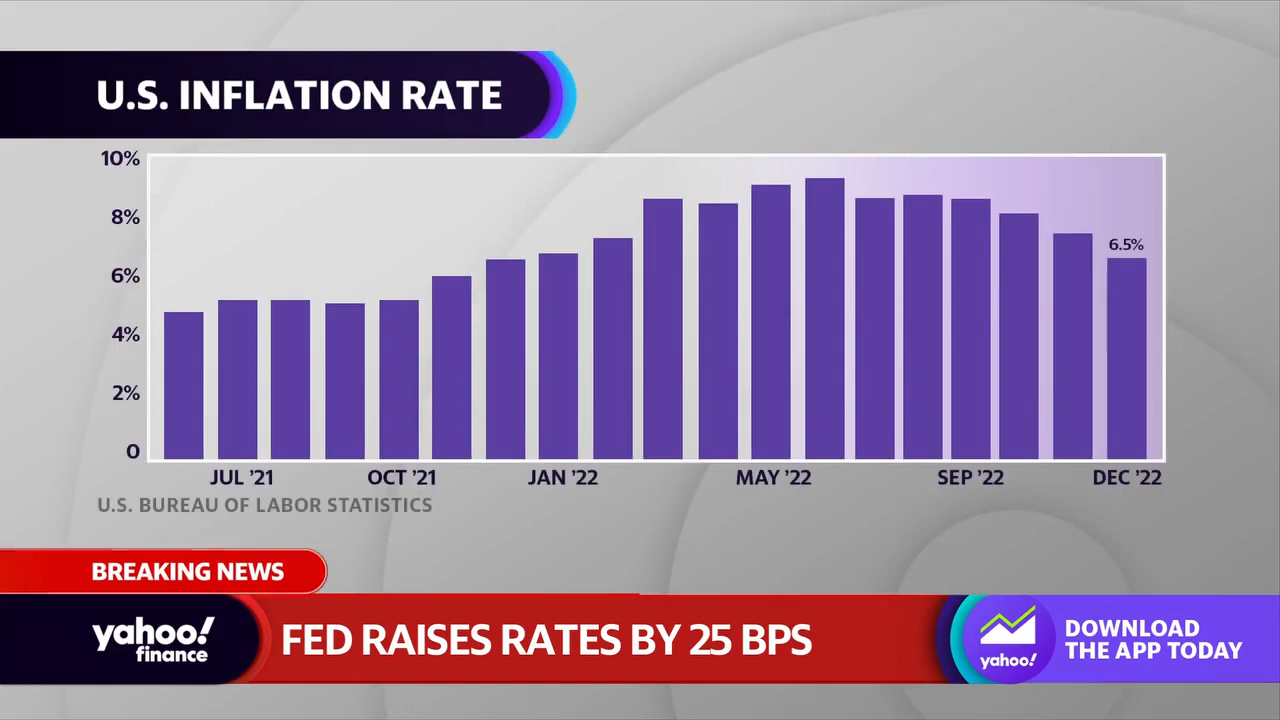 U.S. INFLATION RATE
10%
8%
6%
4%
2%
0
6.5%
JUL ’21 OCT ’21 JAN ’22 MAY ’22 SEP ’22 DEC ’22
U.S. BUREAU OF LABOR STATISTICS
BREAKING NEWS
yahoo!
finance
FED RAISES RATES BY 25 BPS
yahoo!
DOWNLOAD
THE APP TODAY